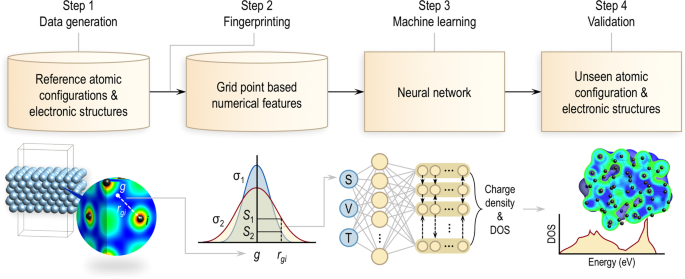 Step 1
Data generation
Step 2
Fingerprinting
Step 3
Machine learning
Step 4
Validation
Reference atomic
configurations &
electronic structures
Grid point based
numerical features
Neural network
Unseen atomic
configuration &
electronic structures
g
r_gi
σ1
σ2
S1
S2
g
r_gi
S
V
T
Charge
density
&
DOS
DOS
Energy (eV)